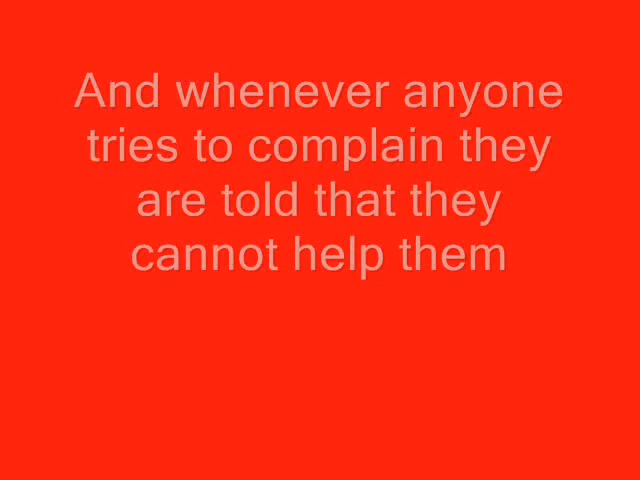 And whenever anyone
tries to complain they
are told that they
cannot help them